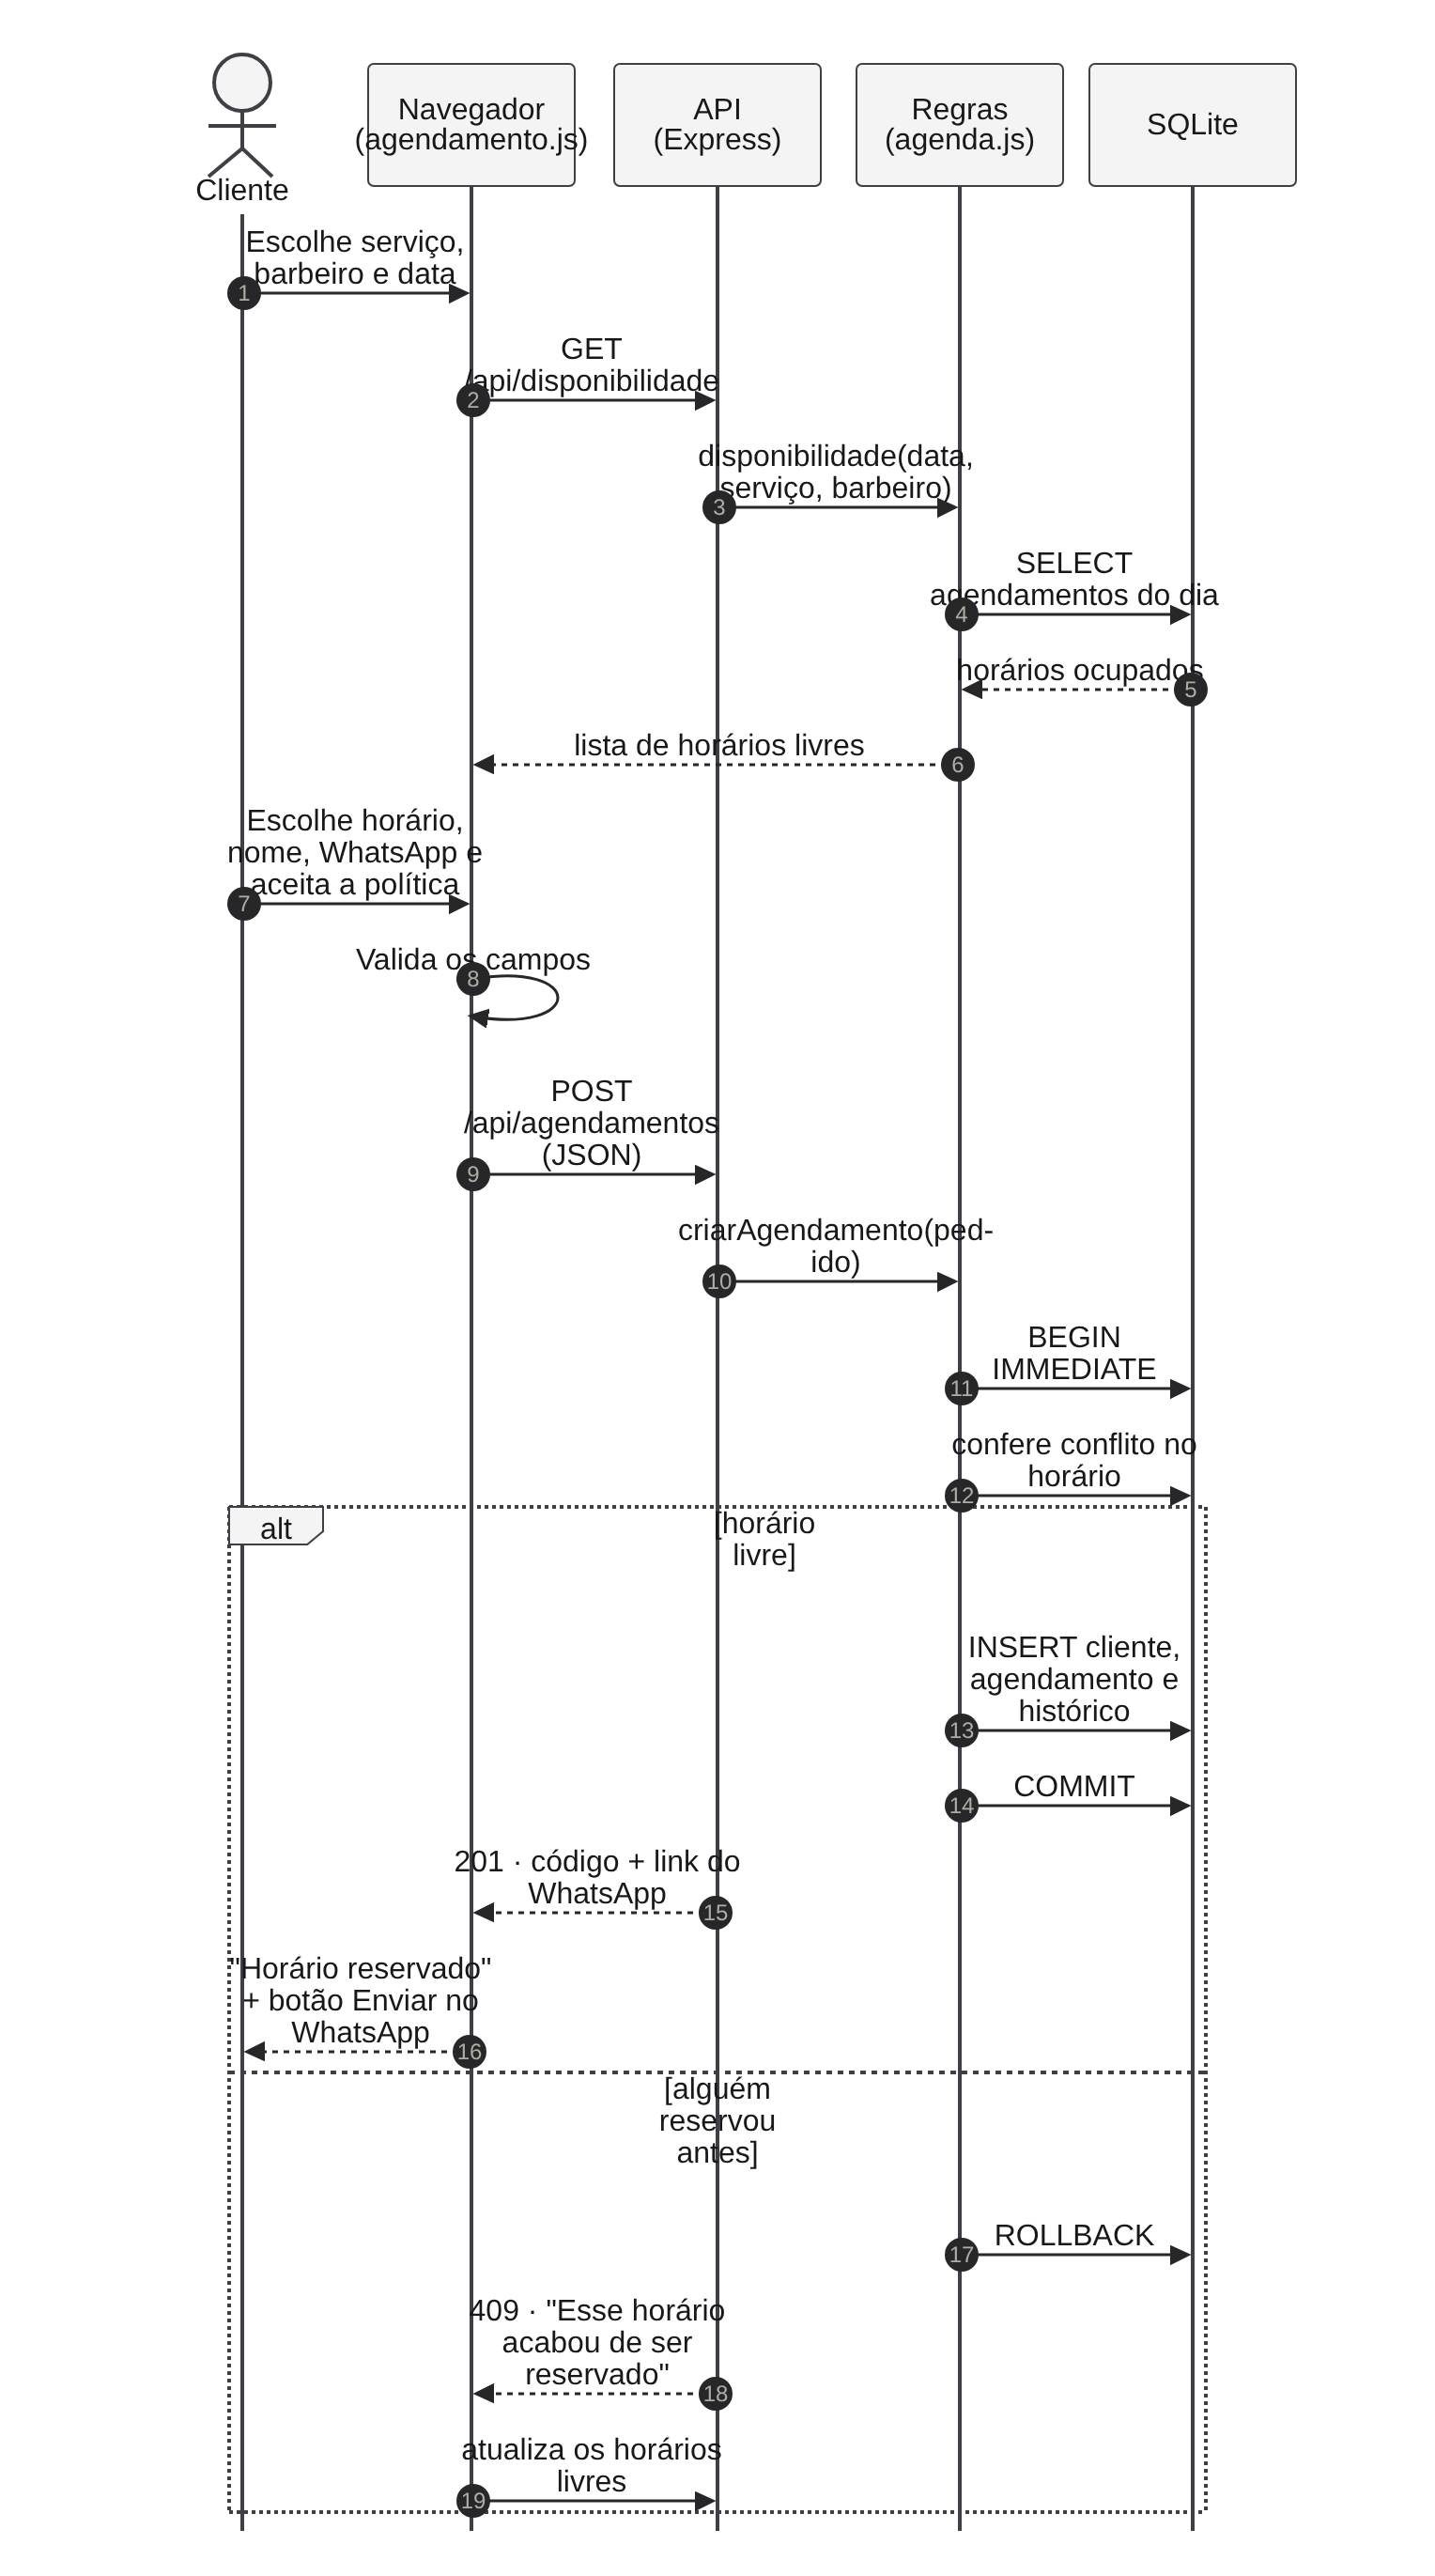 Cliente
Navegador
(agendamento.js)
API
(Express)
Regras
(agenda.js)
SQLite
Escolhe serviço,
barbeiro e data
1
GET
/api/disponibilidade
2
disponibilidade(data,
serviço, barbeiro)
3
SELECT
agendamentos do dia
4
horários ocupados
5
lista de horários livres
6
Escolhe horário,
nome, WhatsApp e
aceita a política
7
Valida os campos
8
POST
/api/agendamentos
(JSON)
9
criarAgendamento(ped-
ido)
10
BEGIN
IMMEDIATE
11
confere conflito no
horário
12
alt
[horário
livre]
INSERT cliente,
agendamento e
histórico
13
COMMIT
14
201 · código + link do
WhatsApp
15
"Horário reservado"
+ botão Enviar no
WhatsApp
16
[alguém
reservou
antes]
ROLLBACK
17
409 · "Esse horário
acabou de ser
reservado"
18
atualiza os horários
livres
19